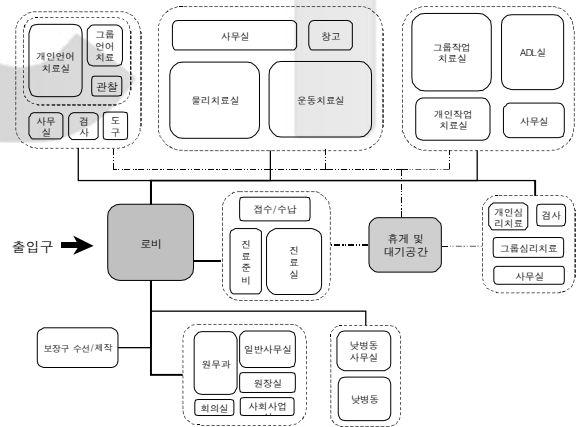 개인언어
치료실
그룹
언어
치료
관찰
사무
실
검
사
도
구
사무실
창고
물리치료실
운동치료실
그룹작업
치료실
ADL실
개인작업
치료실
사무실
출입구
로비
접수/수납
진
료
준
비
진
료
실
휴게 및
대기공간
개인심
리치료
검사
그룹심리치료
사무실
보장구 수선/제작
원무과
일반사무실
원장실
회의실
사회사업
낮병동
사무실
낮병동